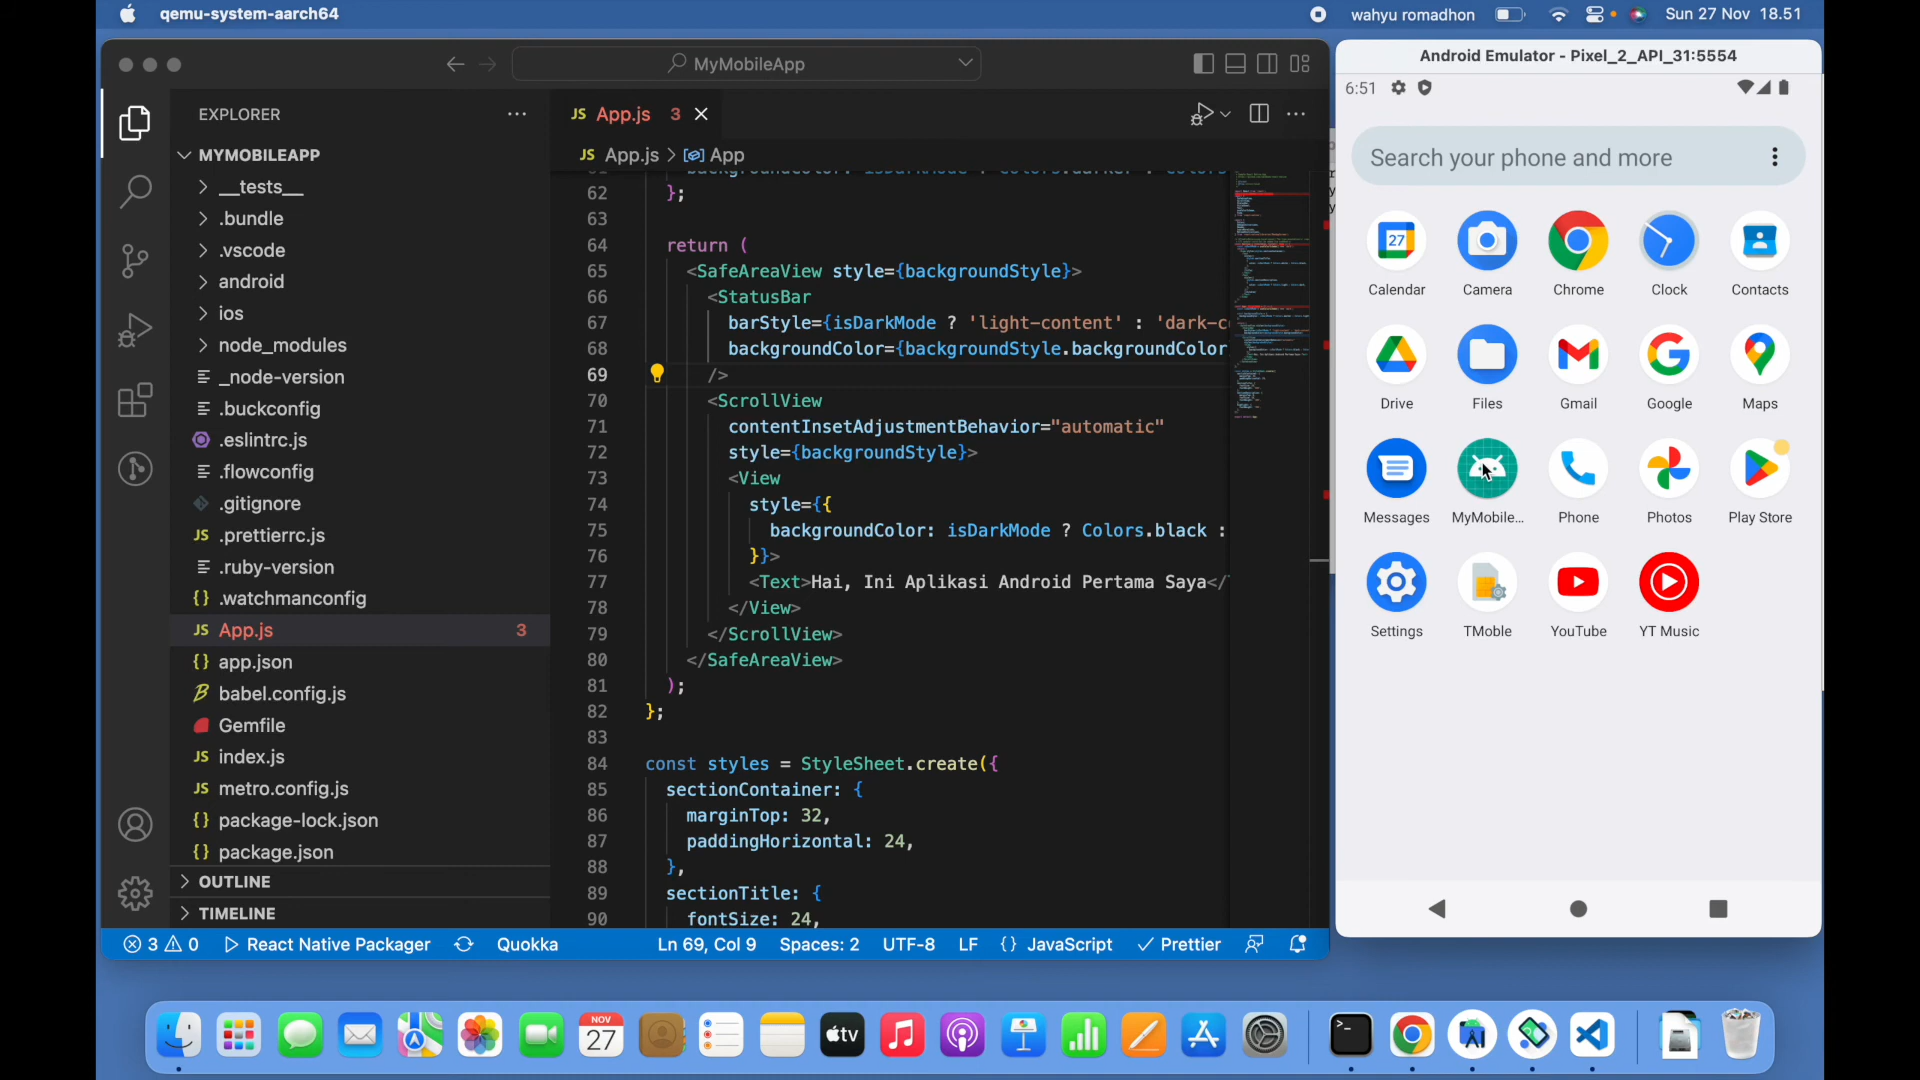 qemu-system-aarch64
wahyu romadhon
Sun 27 Nov 18.51
MyMobileApp
EXPLORER
MYMOBILEAPP
__tests__
.bundle
.vscode
android
ios
node_modules
_node-version
.buckconfig
.eslintrc.js
.flowconfig
.gitignore
JS .prettierrc.js
.ruby-version
{} .watchmanconfig
JS App.js 3
{} app.json
babel.config.js
Gemfile
JS index.js
JS metro.config.js
{} package-lock.json
{} package.json
OUTLINE
TIMELINE
JS App.js 3
JS App.js > App
62 };
63
64 return (
65 <SafeAreaView style={backgroundStyle}>
66 <StatusBar
67 barStyle={isDarkMode ? 'light-content' : 'dark-c
68 backgroundColor={backgroundStyle.backgroundColor
69 />
70 <ScrollView
71 contentInsetAdjustmentBehavior="automatic"
72 style={backgroundStyle}>
73 <View
74 style={{
75 backgroundColor: isDarkMode ? Colors.black :
76 }}>
77 <Text>Hai, Ini Aplikasi Android Pertama Saya</
78 </View>
79 </ScrollView>
80 </SafeAreaView>
81 );
82 };
83
84 const styles = StyleSheet.create({
85 sectionContainer: {
86 marginTop: 32,
87 paddingHorizontal: 24,
88 },
89 sectionTitle: {
90 fontSize: 24,
3 0 React Native Packager Quokka Ln 69, Col 9 Spaces: 2 UTF-8 LF {} JavaScript Prettier
Android Emulator - Pixel_2_API_31:5554
6:51
Search your phone and more
27
Calendar Camera Chrome Clock Contacts
Drive Files Gmail Google Maps
Messages MyMobile... Phone Photos Play Store
Settings TMoble YouTube YT Music
NOV
27
tv